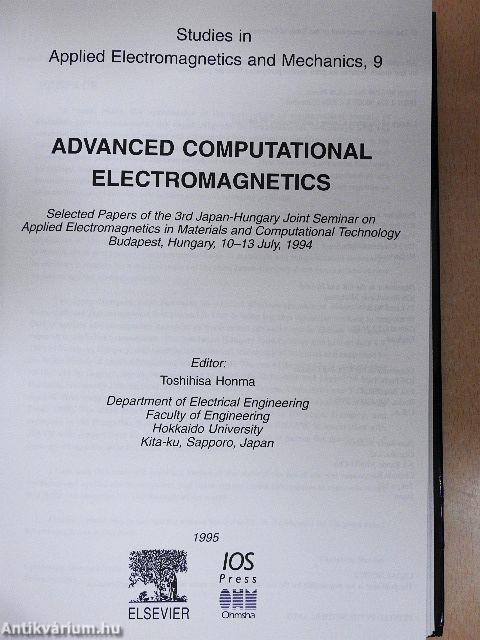 Studies in
Applied Electromagnetics and Mechanics, 9
ADVANCED COMPUTATIONAL
ELECTROMAGNETICS
Selected Papers of the 3rd Japan-Hungary Joint Seminar on
Applied Electromagnetics in Materials and Computational Technology
Budapest, Hungary, 10–13 July, 1994
Editor:
Toshihisa Honma
Department of Electrical Engineering
Faculty of Engineering
Hokkaido University
Kita-ku, Sapporo, Japan
1995
ELSEVIER
IOS
Press
OHM
Ohmsha
Antikvárium.hu